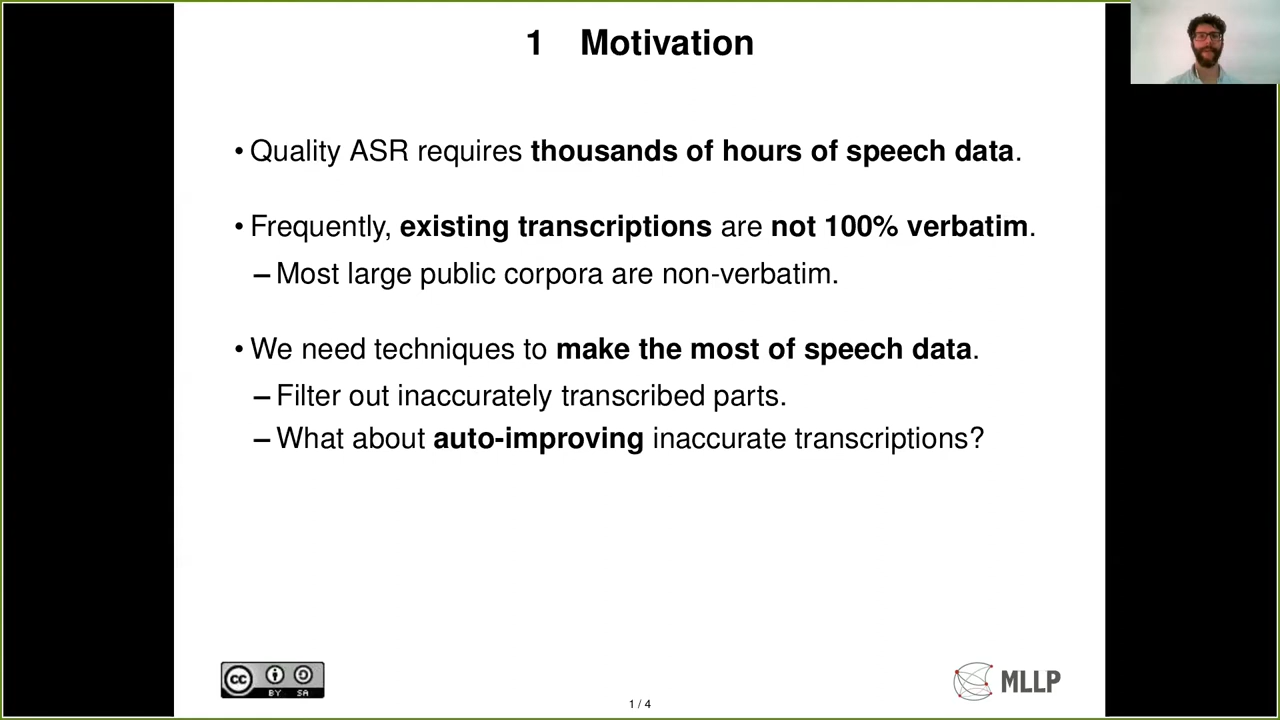 1 Motivation
• Quality ASR requires thousands of hours of speech data.
• Frequently, existing transcriptions are not 100% verbatim.
– Most large public corpora are non-verbatim.
• We need techniques to make the most of speech data.
– Filter out inaccurately transcribed parts.
– What about auto-improving inaccurate transcriptions?
cc BY SA
MLLP
1 / 4